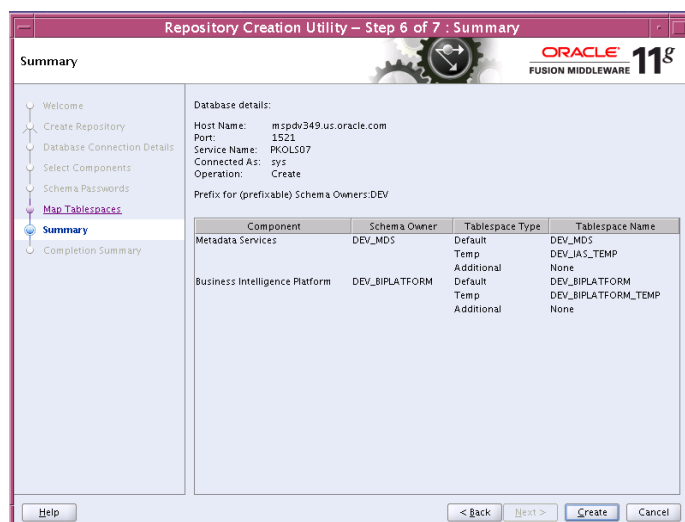 Repository Creation Utility – Step 6 of 7 : Summary
Summary
ORACLE
FUSION MIDDLEWARE 11g
Welcome
Create Repository
Database Connection Details
Select Components
Schema Passwords
Map Tablespaces
Summary
Completion Summary
Database details:
Host Name: mspdv349.us.oracle.com
Port: 1521
Service Name: PKOLS07
Connected As: sys
Operation: Create
Prefix for (prefixable) Schema Owners:DEV
Component Schema Owner Tablespace Type Tablespace Name
Metadata Services DEV_MDS Default DEV_MDS
Temp DEV_IAS_TEMP
Additional None
Business Intelligence Platform DEV_BIPLATFORM Default DEV_BIPLATFORM
Temp DEV_BIPLATFORM_TEMP
Additional None
Help < Back Next > Create Cancel